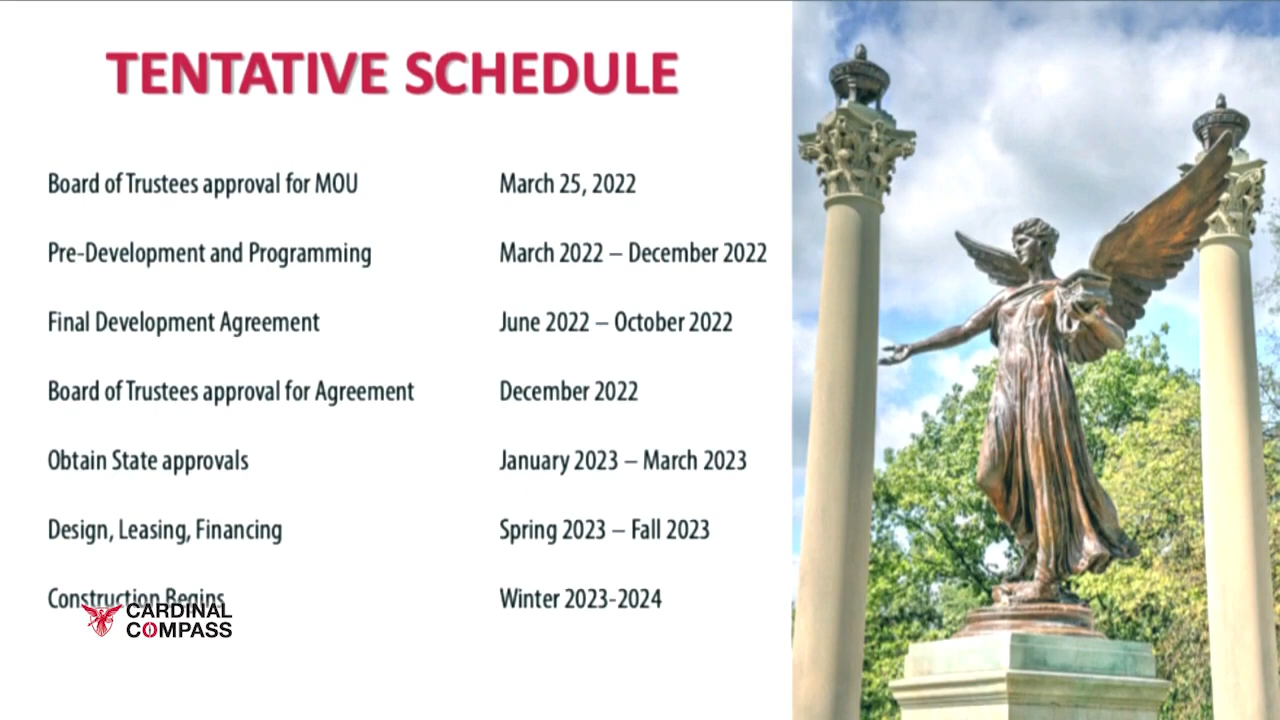 TENTATIVE SCHEDULE
Board of Trustees approval for MOU March 25, 2022
Pre-Development and Programming March 2022 – December 2022
Final Development Agreement June 2022 – October 2022
Board of Trustees approval for Agreement December 2022
Obtain State approvals January 2023 – March 2023
Design, Leasing, Financing Spring 2023 – Fall 2023
Construction Begins Winter 2023-2024
CARDINAL
COMPASS